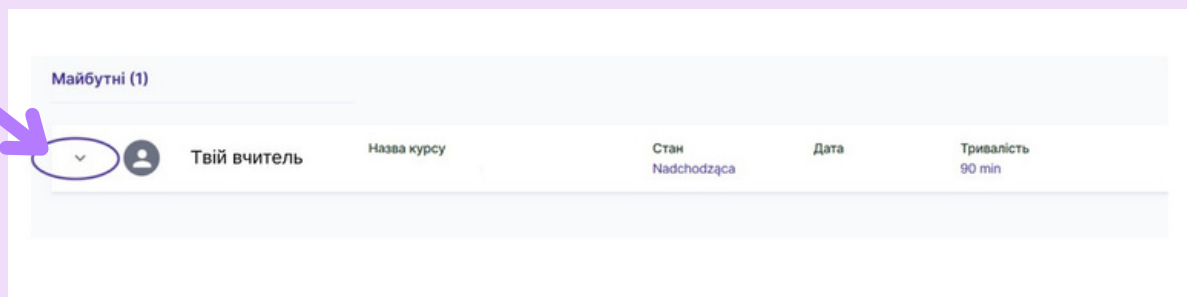 Майбутні (1)
Твій вчитель
Назва курсу
Стан
Nadchodząca
Дата
Тривалість
90 min